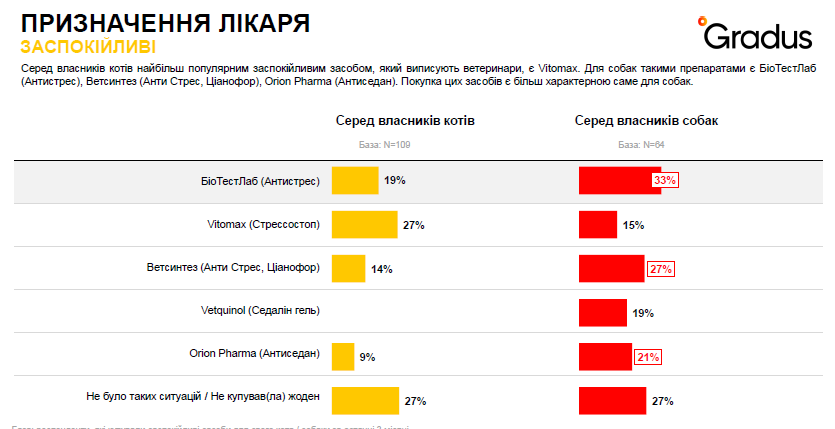 ПРИЗНАЧЕННЯ ЛІКАРЯ
ЗАСПОКІЙЛИВІ
Gradus
Серед власників котів найбільш популярним заспокійливим засобом, який виписують ветеринари, є Vitomax. Для собак такими препаратами є БіоТестЛаб
(Антистрес), Ветсинтез (Анти Стрес, Ціанофор), Orion Pharma (Антиседан). Покупка цих засобів є більш характерною саме для собак.
Серед власників котів
Серед власників собак
База: N=109
База: N=64
БіоТестЛаб (Антистрес) 19% 33%
Vitomax (Стрессостоп) 27% 15%
Ветсинтез (Анти Стрес, Ціанофор) 14% 27%
Vetquinol (Седалін гель) 19%
Orion Pharma (Антиседан) 9% 21%
Не було таких ситуацій / Не купував(ла) жоден 27% 27%